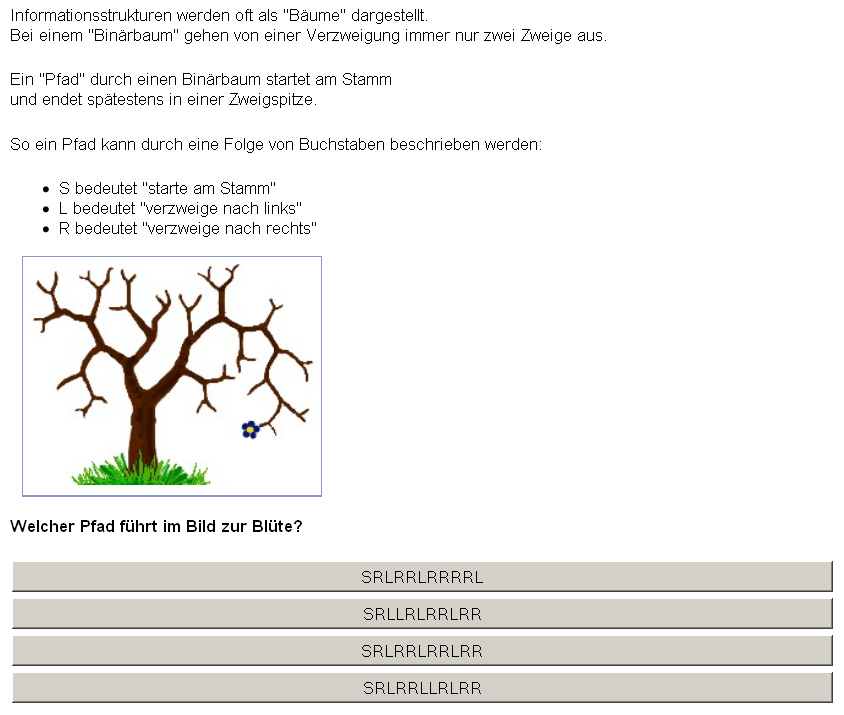 Informationsstrukturen werden oft als "Bäume" dargestellt.
Bei einem "Binärbaum" gehen von einer Verzweigung immer nur zwei Zweige aus.
Ein "Pfad" durch einen Binärbaum startet am Stamm
und endet spätestens in einer Zweigspitze.
So ein Pfad kann durch eine Folge von Buchstaben beschrieben werden:
• S bedeutet "starte am Stamm"
• L bedeutet "verzweige nach links"
• R bedeutet "verzweige nach rechts"
Welcher Pfad führt im Bild zur Blüte?
SRLRRLRRRRL
SRLLRLRRLRR
SRLRRLRRLRR
SRLRRLLRLRR